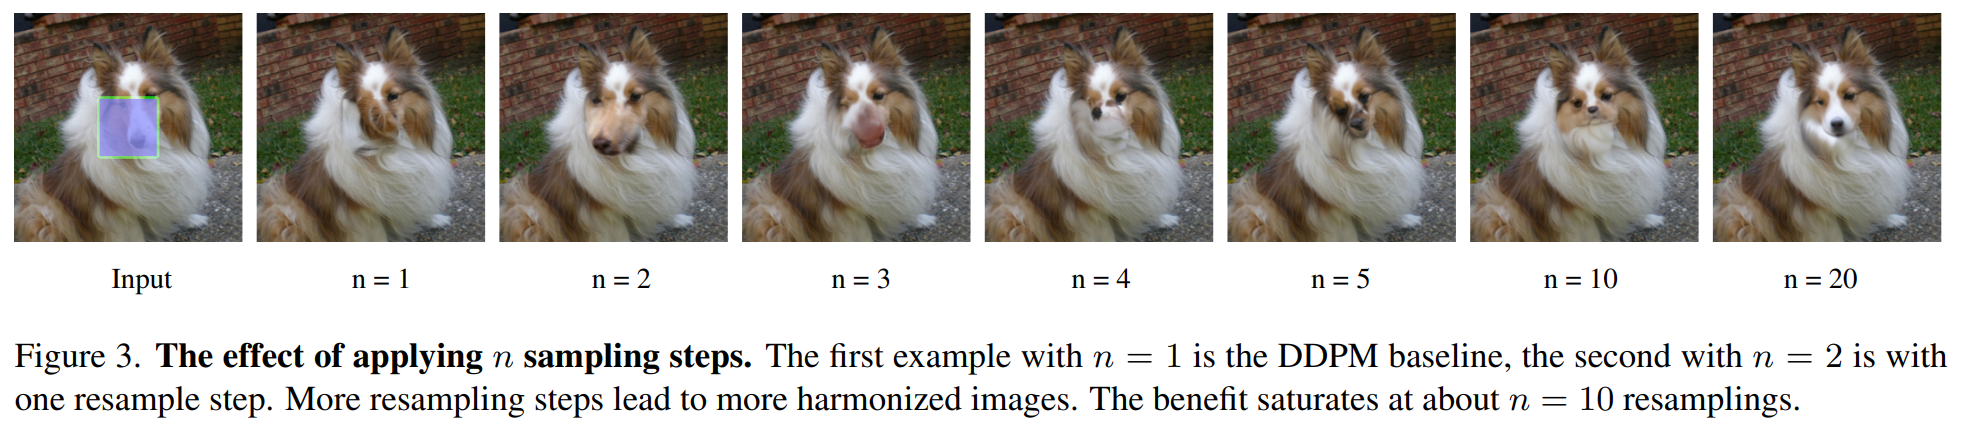 Input n = 1 n = 2 n = 3 n = 4 n = 5 n = 10 n = 20
Figure 3. The effect of applying n sampling steps. The first example with n = 1 is the DDPM baseline, the second with n = 2 is with
one resample step. More resampling steps lead to more harmonized images. The benefit saturates at about n = 10 resamplings.